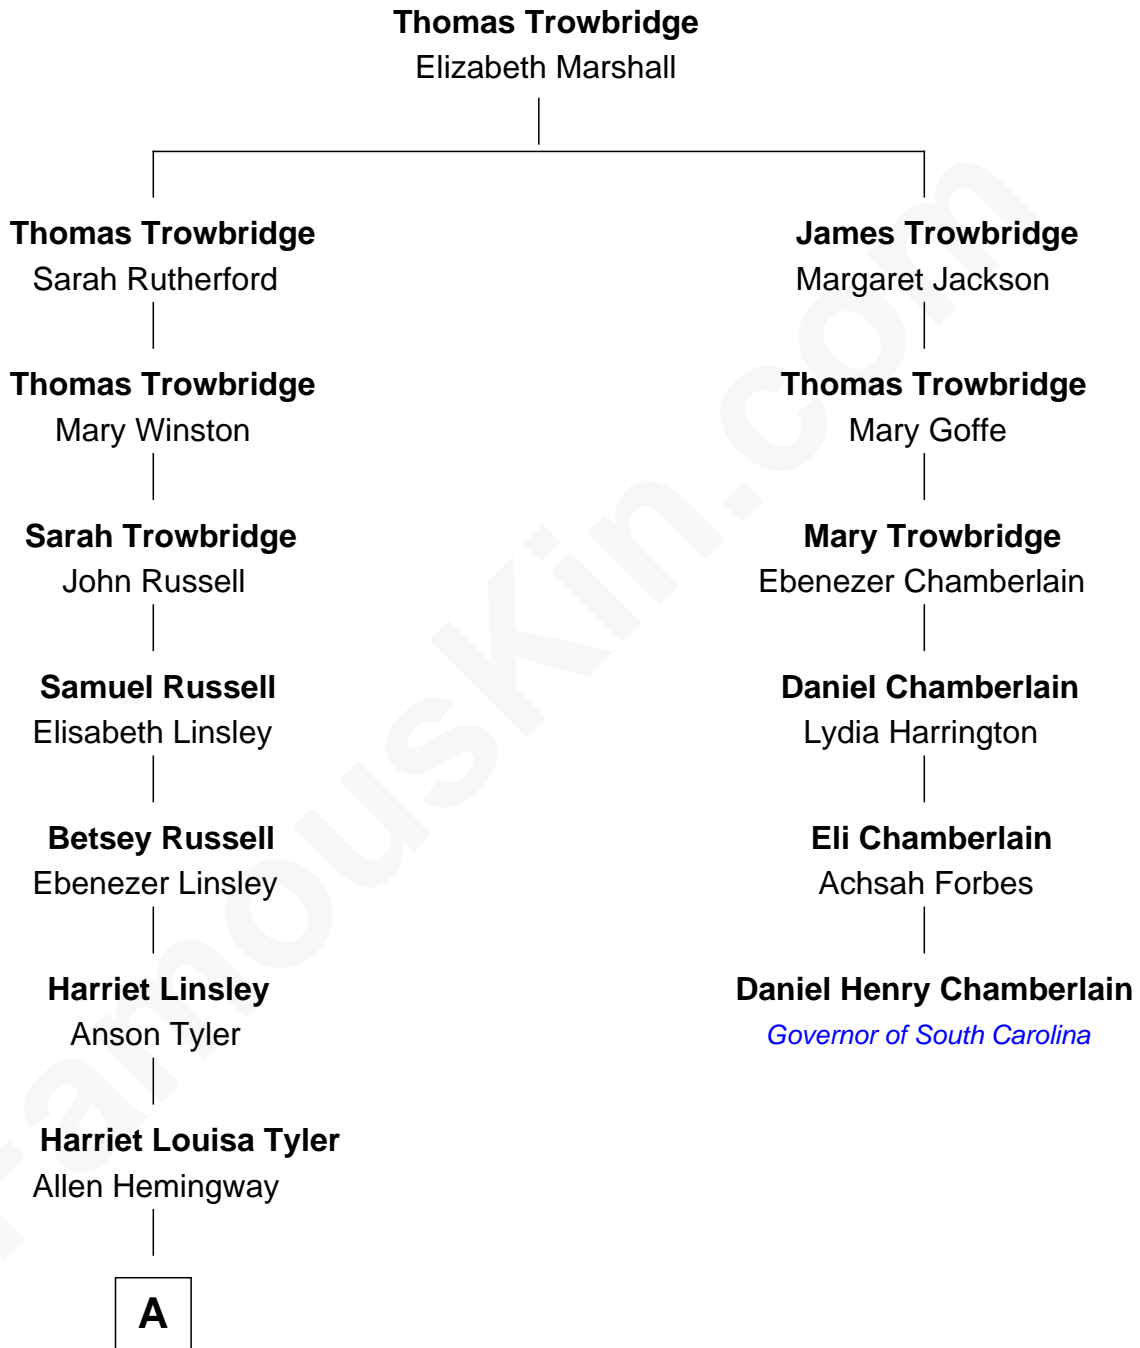 Thomas Trowbridge
Elizabeth Marshall
Thomas Trowbridge
Sarah Rutherford
Thomas Trowbridge
Mary Winston
Sarah Trowbridge
John Russell
Samuel Russell
Elisabeth Linsley
Betsey Russell
Ebenezer Linsley
Harriet Linsley
Anson Tyler
Harriet Louisa Tyler
Allen Hemingway
A
James Trowbridge
Margaret Jackson
Thomas Trowbridge
Mary Goffe
Mary Trowbridge
Ebenezer Chamberlain
Daniel Chamberlain
Lydia Harrington
Eli Chamberlain
Achsah Forbes
Daniel Henry Chamberlain
Governor of South Carolina
FamousKin.com